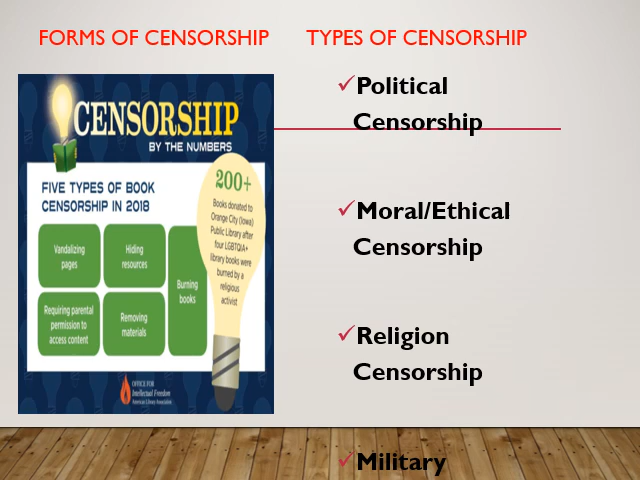 FORMS OF CENSORSHIP
TYPES OF CENSORSHIP
CENSORSHIP
BY THE NUMBERS
FIVE TYPES OF BOOK
CENSORSHIP IN 2018
Vandalizing
pages
Hiding
resources
Burning
books
Requiring parental
permission to
access content
Removing
materials
200+
Books donated to
Orange City (Iowa)
Public Library after
four LGBTQIA+
library books were
burned by a
religious
activist
OFFICE FOR
Intellectual Freedom
American Library Association
Political
Censorship
Moral/Ethical
Censorship
Religion
Censorship
Military